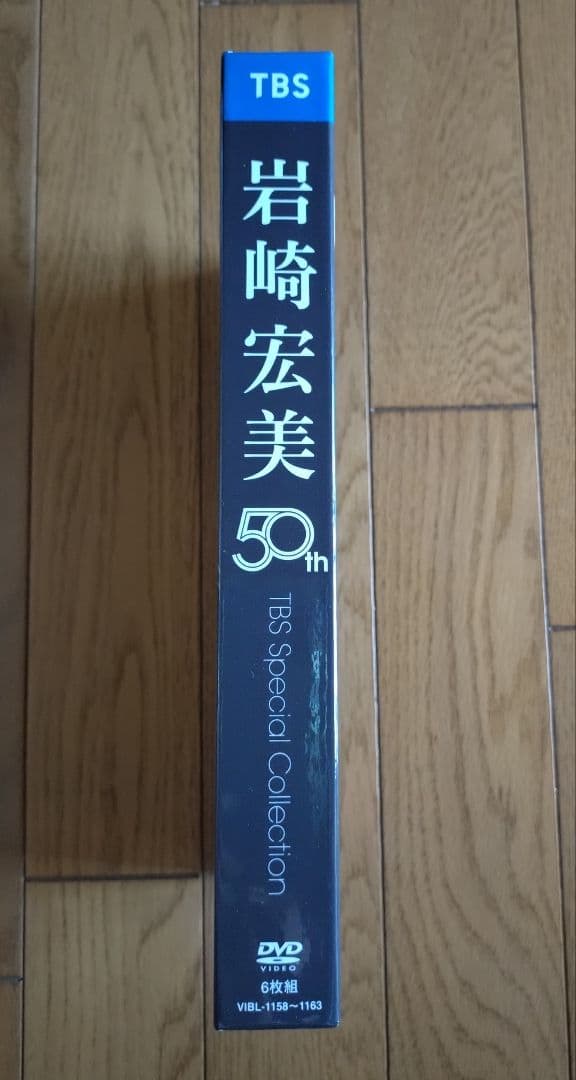 TBS
岩崎宏美
50th
TBS Special Collection
DVD
VIDEO
6枚組
VIBL-1158〜1163